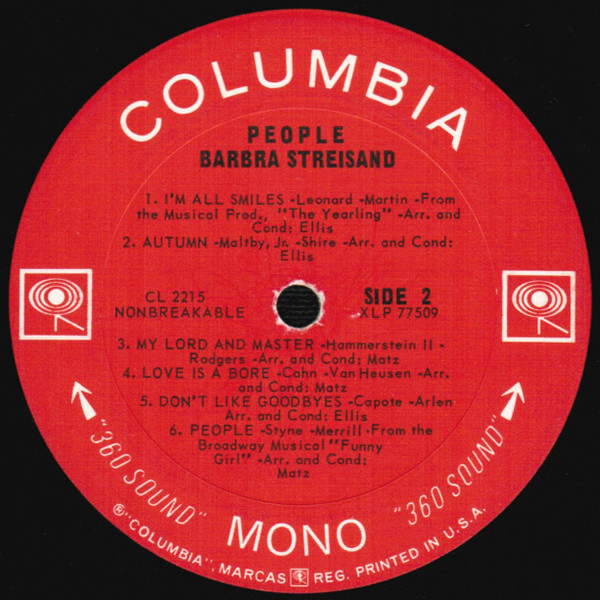 COLUMBIA
PEOPLE
BARBRA STREISAND
1. I'M ALL SMILES -Leonard -Martin -From
the Musical Prod., "The Yearling" -Arr. and
Cond: Ellis
2. AUTUMN -Maltby, Jr. -Shire -Arr. and Cond:
Ellis
CL 2215
NONBREAKABLE
SIDE 2
XLP 77509
3. MY LORD AND MASTER -Hammerstein II -
Rodgers -Arr. and Cond: Matz
4. LOVE IS A BORE -Cahn -Van Heusen -Arr.
and Cond: Matz
5. DON'T LIKE GOODBYES -Capote -Arlen
Arr. and Cond: Ellis
6. PEOPLE -Styne -Merrill -From the
Broadway Musical "Funny
Girl" -Arr. and Cond:
Matz
"360 SOUND"
MONO
"360 SOUND"
®"COLUMBIA", MARCAS REG. PRINTED IN U.S.A.